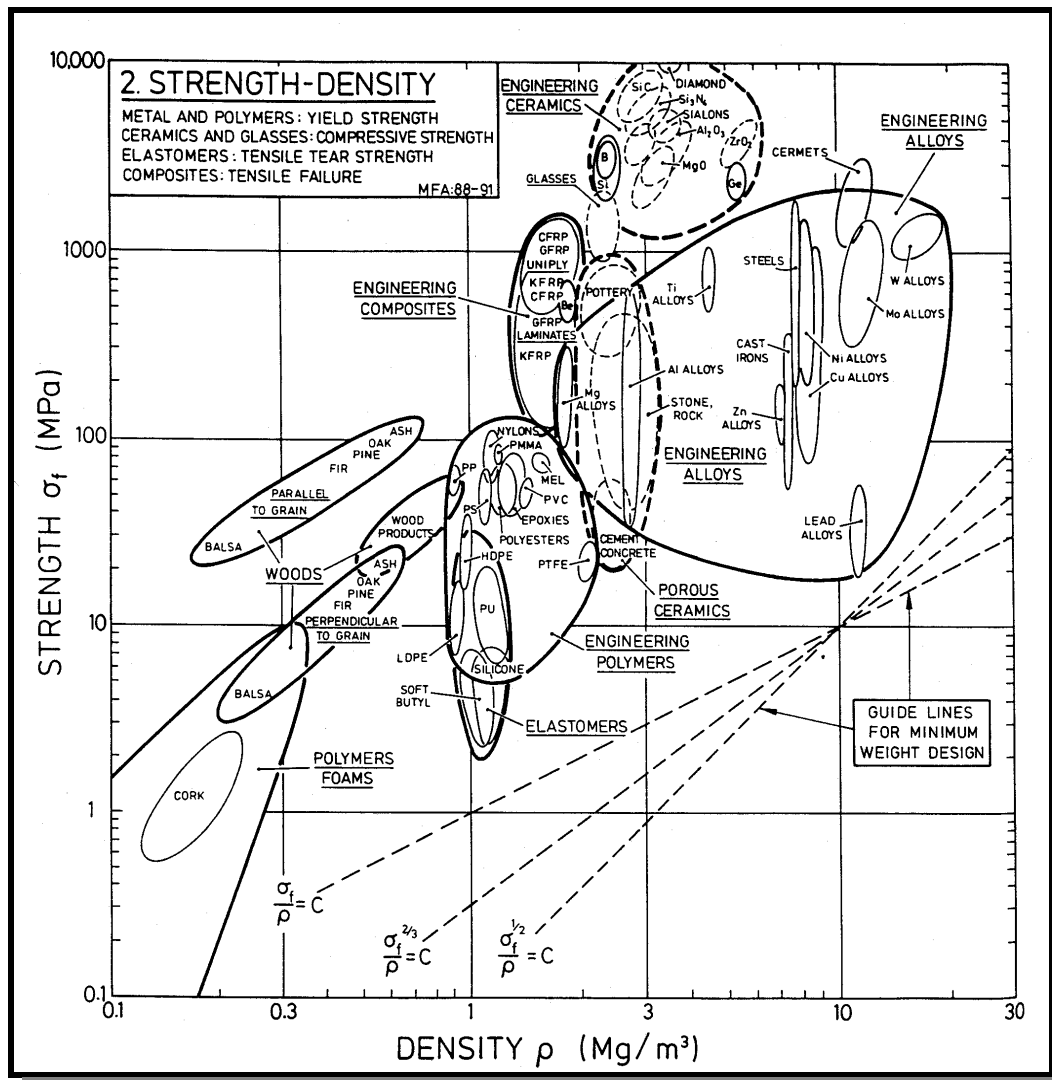 2. STRENGTH-DENSITY
METAL AND POLYMERS: YIELD STRENGTH
CERAMICS AND GLASSES: COMPRESSIVE STRENGTH
ELASTOMERS: TENSILE TEAR STRENGTH
COMPOSITES: TENSILE FAILURE
MFA:88-91
10,000
1000
100
10
1
0.1
STRENGTH σf (MPa)
ENGINEERING
CERAMICS
SiC
DIAMOND
Si3N4
SIALONS
Al2O3
ZrO2
MgO
B
Si
Ge
GLASSES
CERMETS
ENGINEERING
ALLOYS
CFRP
GFRP
UNIPLY
KFRP
CFRP
Be
GFRP
LAMINATES
KFRP
ENGINEERING
COMPOSITES
POTTERY
Ti
ALLOYS
STEELS
W ALLOYS
Mo ALLOYS
CAST
IRONS
Ni ALLOYS
Cu ALLOYS
Al ALLOYS
Mg
ALLOYS
STONE,
ROCK
Zn
ALLOYS
ENGINEERING
ALLOYS
ASH
OAK
PINE
FIR
PARALLEL
TO GRAIN
BALSA
NYLONS
PMMA
PP
MEL
PVC
PS
EPOXIES
POLYESTERS
WOOD
PRODUCTS
LEAD
ALLOYS
CEMENT
CONCRETE
HDPE
PTFE
WOODS
ASH
OAK
PINE
FIR
PERPENDICULAR
TO GRAIN
BALSA
POROUS
CERAMICS
PU
LDPE
ENGINEERING
POLYMERS
SILICONE
SOFT
BUTYL
ELASTOMERS
GUIDE LINES
FOR MINIMUM
WEIGHT DESIGN
POLYMERS
FOAMS
CORK
σf/ρ = C
σf^2/3/ρ = C
σf^1/2/ρ = C
0.1
0.3
1
3
10
30
DENSITY ρ (Mg/m³)